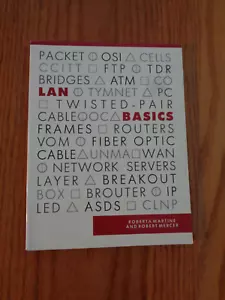 PACKET OSI CELLS
CCITT FTP TDR
BRIDGES ATM CO
LAN TYMNET PC
TWISTED-PAIR
CABLE OOC BASICS
FRAMES ROUTERS
VOM FIBER OPTIC
CABLE UNMA WAN
NETWORK SERVERS
LAYER BREAKOUT
BOX BROUTER IP
LED ASDS CLNP
AND ROBERT MERCER